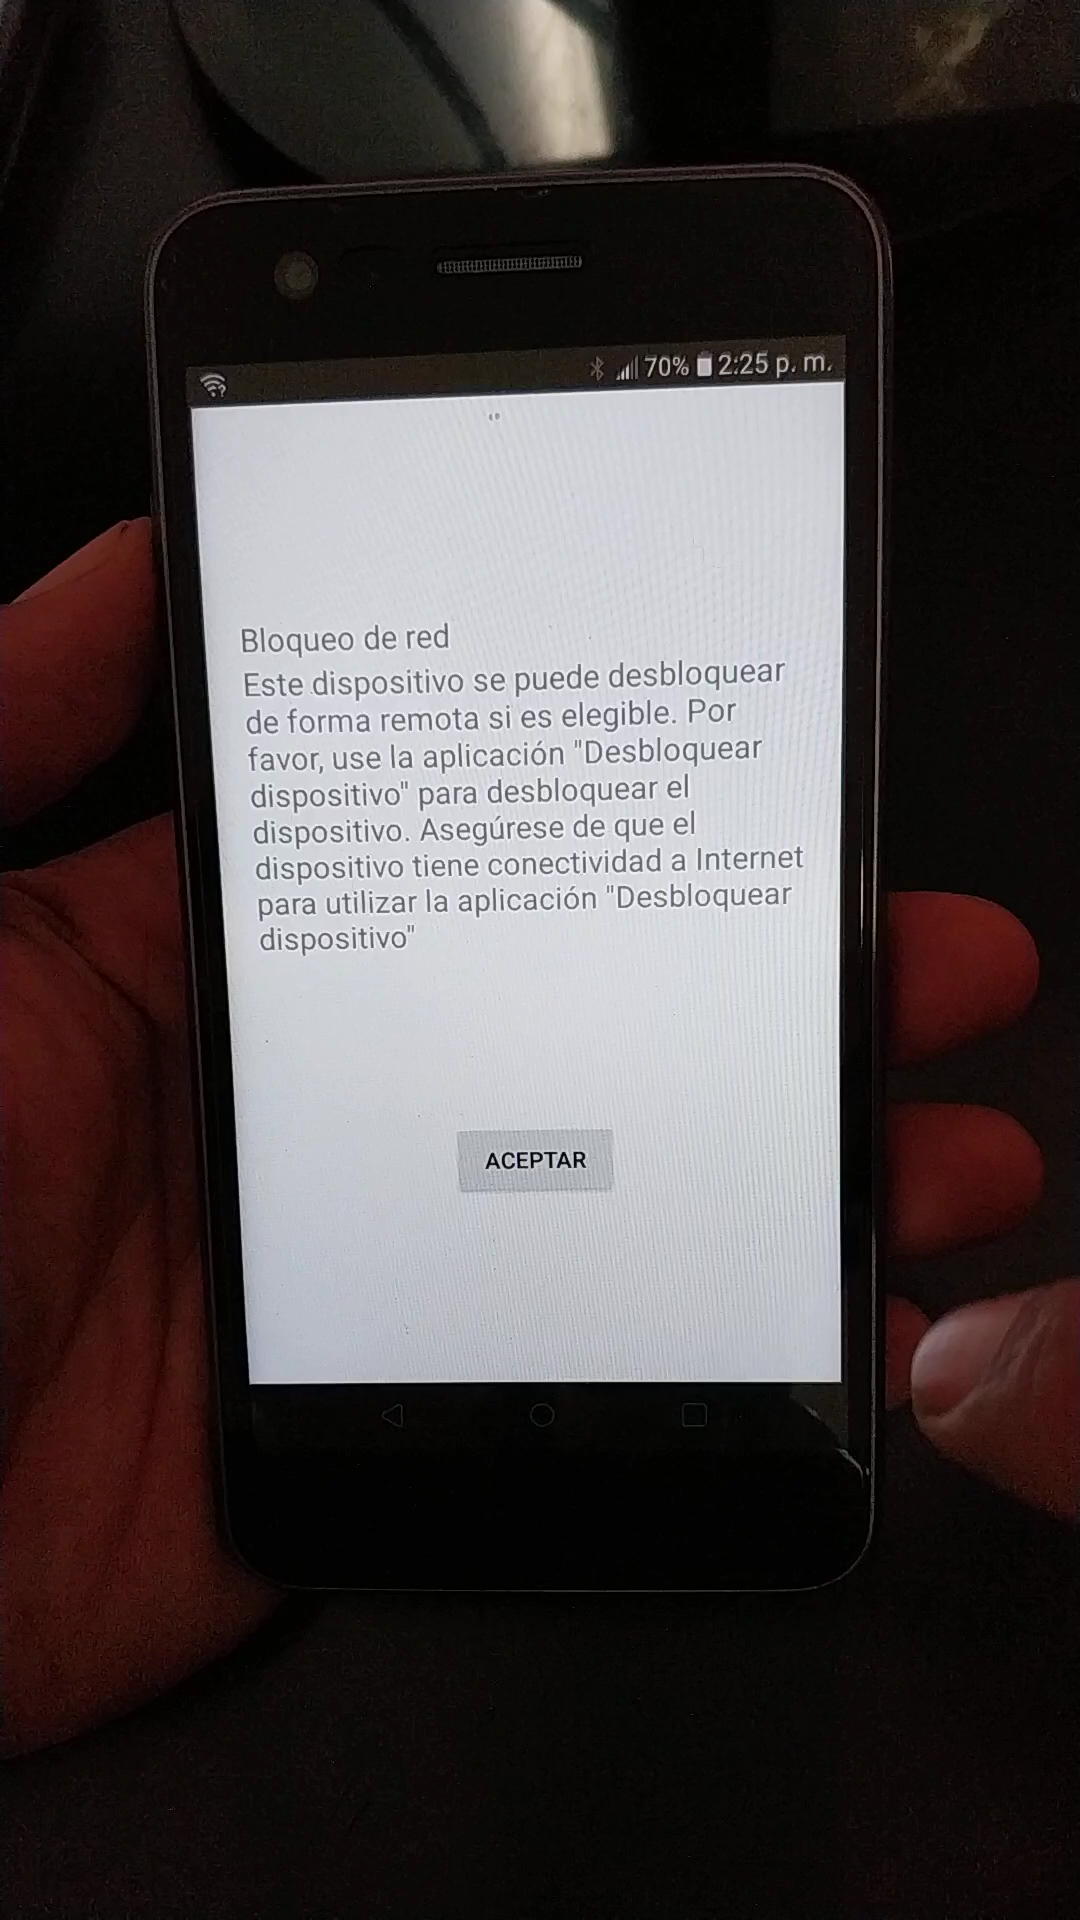 70% 2:25 p. m.
Bloqueo de red
Este dispositivo se puede desbloquear
de forma remota si es elegible. Por
favor, use la aplicación "Desbloquear
dispositivo" para desbloquear el
dispositivo. Asegúrese de que el
dispositivo tiene conectividad a Internet
para utilizar la aplicación "Desbloquear
dispositivo"
ACEPTAR